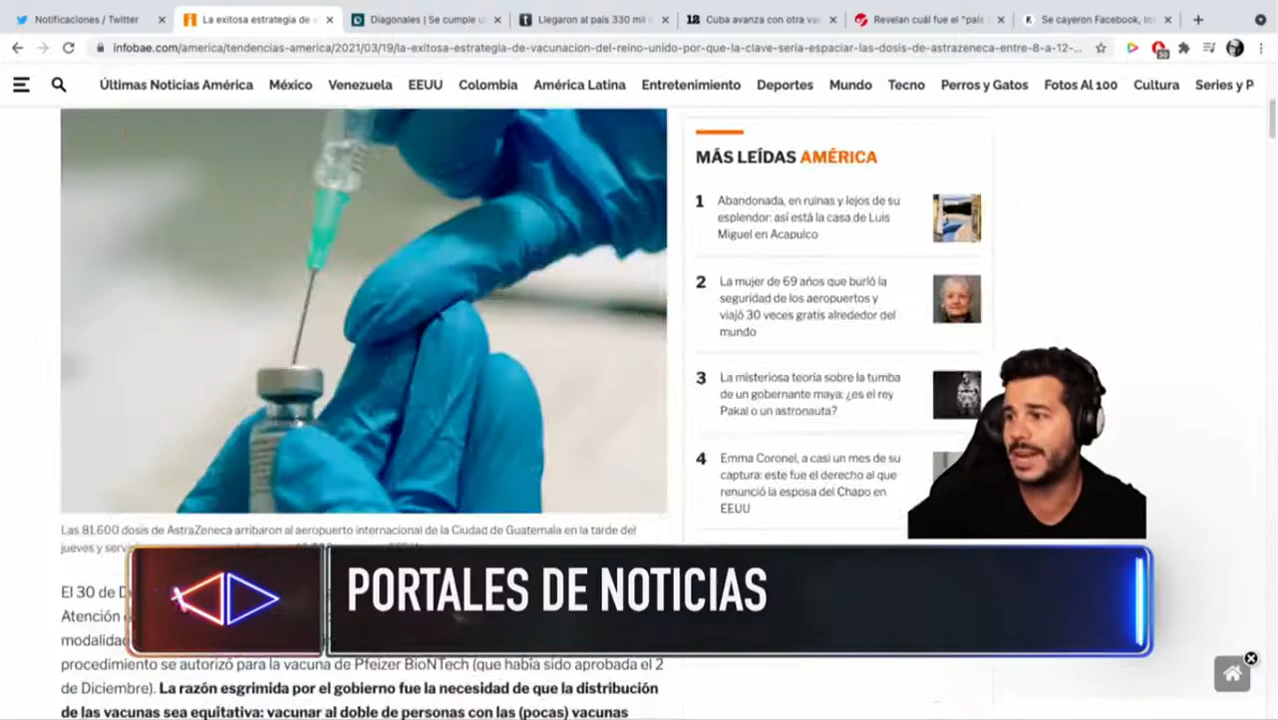 Notificaciones / Twitter
La exitosa estrategia de v
Diagonales | Se cumple u
Llegaron al país 330 mil v
Cuba avanza con otra va
Revelan cuál fue el "país
Se cayeron Facebook, Ins
infobae.com/america/tendencias-america/2021/03/19/la-exitosa-estrategia-de-vacunacion-del-reino-unido-por-que-la-clave-seria-espaciar-las-dosis-de-astrazeneca-entre-8-a-12-...
Últimas Noticias América México Venezuela EEUU Colombia América Latina Entretenimiento Deportes Mundo Tecno Perros y Gatos Fotos Al 100 Cultura Series y P
MÁS LEÍDAS AMÉRICA
1 Abandonada, en ruinas y lejos de su
esplendor: así está la casa de Luis
Miguel en Acapulco
2 La mujer de 69 años que burló la
seguridad de los aeropuertos y
viajó 30 veces gratis alrededor del
mundo
3 La misteriosa teoría sobre la tumba
de un gobernante maya: ¿es el rey
Pakal o un astronauta?
4 Emma Coronel, a casi un mes de su
captura: este fue el derecho al que
renunció la esposa del Chapo en
EEUU
Las 81.600 dosis de AstraZeneca arribaron al aeropuerto internacional de la Ciudad de Guatemala en la tarde del
jueves y
El 30 de
Atención
PORTALES DE NOTICIAS
procedimiento se autorizó para la vacuna de Pfeizer BioNTech (que había sido aprobada el 2
de Diciembre). La razón esgrimida por el gobierno fue la necesidad de que la distribución
de las vacunas sea equitativa: vacunar al doble de personas con las (pocas) vacunas